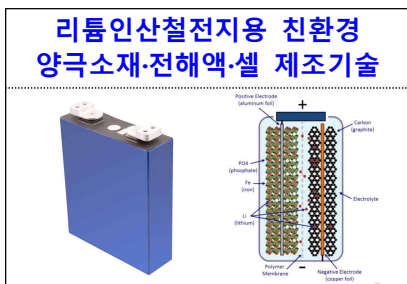 리튬인산철전지용 친환경
양극소재·전해액·셀 제조기술
Positive Electrode
(aluminum foil)
+
Carbon
(graphite)
PO4
(phosphate)
Fe
(iron)
Li
(lithium)
Electrolyte
Polymer
Membrane
−
Negative Electrode
(copper foil)